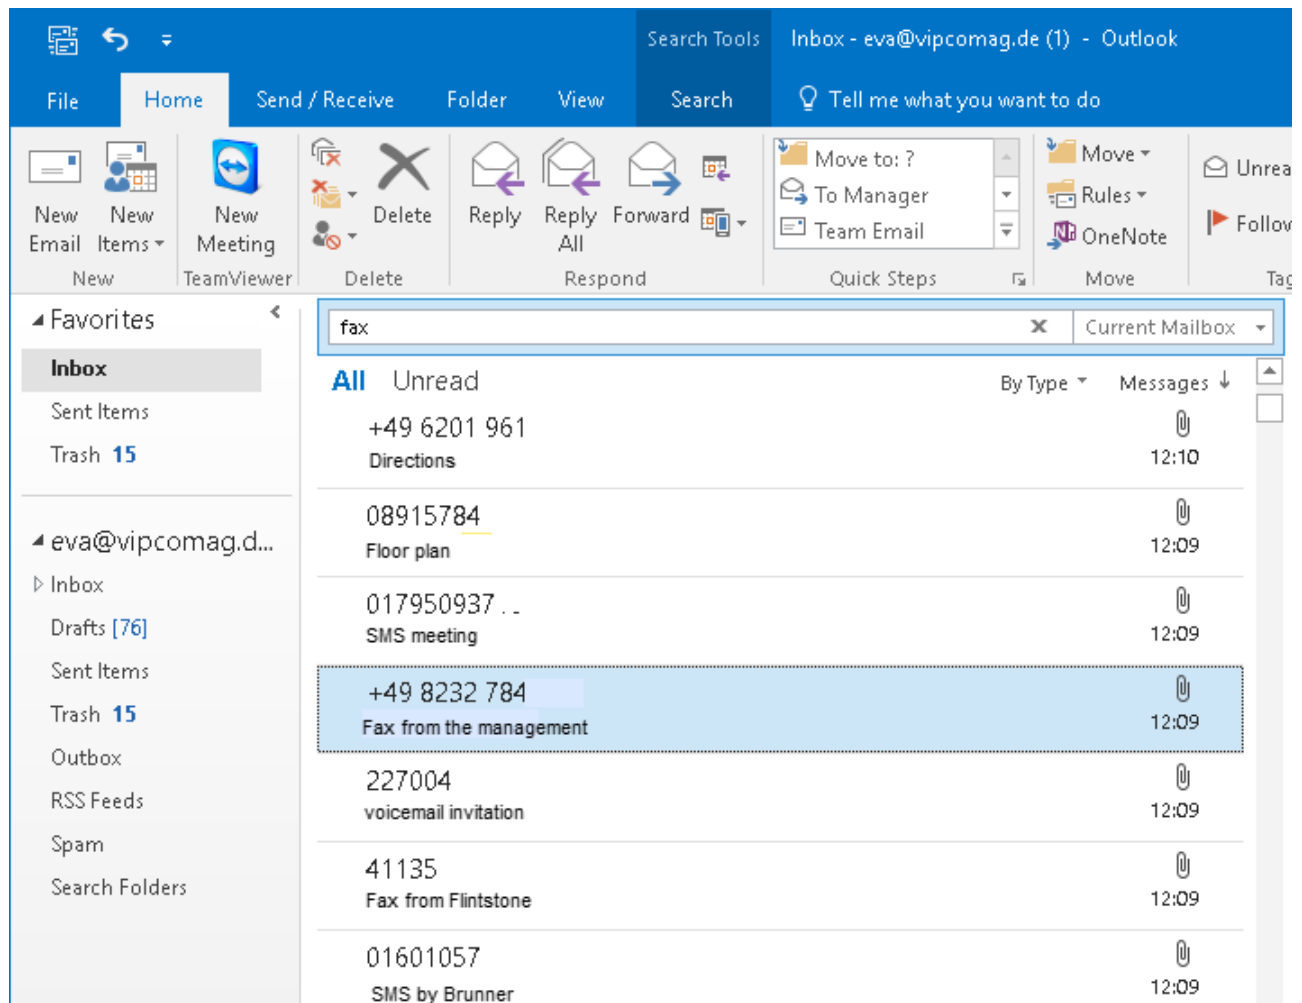 Search Tools Inbox - eva@vipcomag.de (1) - Outlook
File Home Send / Receive Folder View Search Tell me what you want to do
Move to: ? Move Unrea
New New New Delete Reply Reply Forward To Manager Rules
Email Items Meeting All Team Email OneNote Follow
New TeamViewer Delete Respond Quick Steps Move Tag
Favorites
Inbox
Sent Items
Trash 15
eva@vipcomag.d...
Inbox
Drafts [76]
Sent Items
Trash 15
Outbox
RSS Feeds
Spam
Search Folders
fax Current Mailbox
All Unread By Type Messages
+49 6201 961
Directions 12:10
08915784
Floor plan 12:09
017950937
SMS meeting 12:09
+49 8232 784
Fax from the management 12:09
227004
voicemail invitation 12:09
41135
Fax from Flintstone 12:09
01601057
SMS by Brunner 12:09